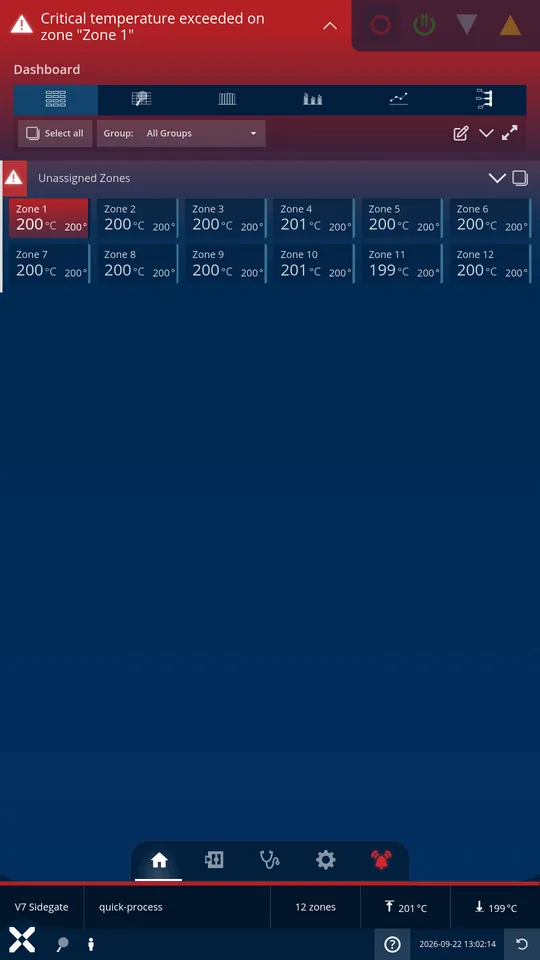 Critical temperature exceeded on
zone "Zone 1"
Dashboard
Select all
Group: All Groups
Unassigned Zones
Zone 1 Zone 2 Zone 3 Zone 4 Zone 5 Zone 6
200 °C 200° 200 °C 200° 200 °C 200° 201 °C 200° 200 °C 200° 200 °C 200°
Zone 7 Zone 8 Zone 9 Zone 10 Zone 11 Zone 12
200 °C 200° 200 °C 200° 200 °C 200° 201 °C 200° 199 °C 200° 200 °C 200°
V7 Sidegate quick-process 12 zones 201 °C 199 °C
2026-09-22 13:02:14